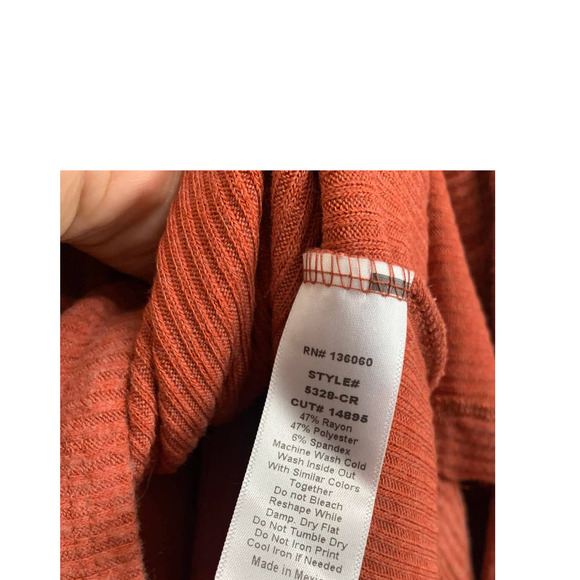 RN# 136060
STYLE#
5328-CR
CUT# 14895
47% Rayon
47% Polyester
6% Spandex
Machine Wash Cold
Wash Inside Out
With Similar Colors
Together
Do not Bleach
Reshape While
Damp. Dry Flat
Do Not Tumble Dry
Do Not Iron Print
Cool Iron If Needed
Made in Mexico